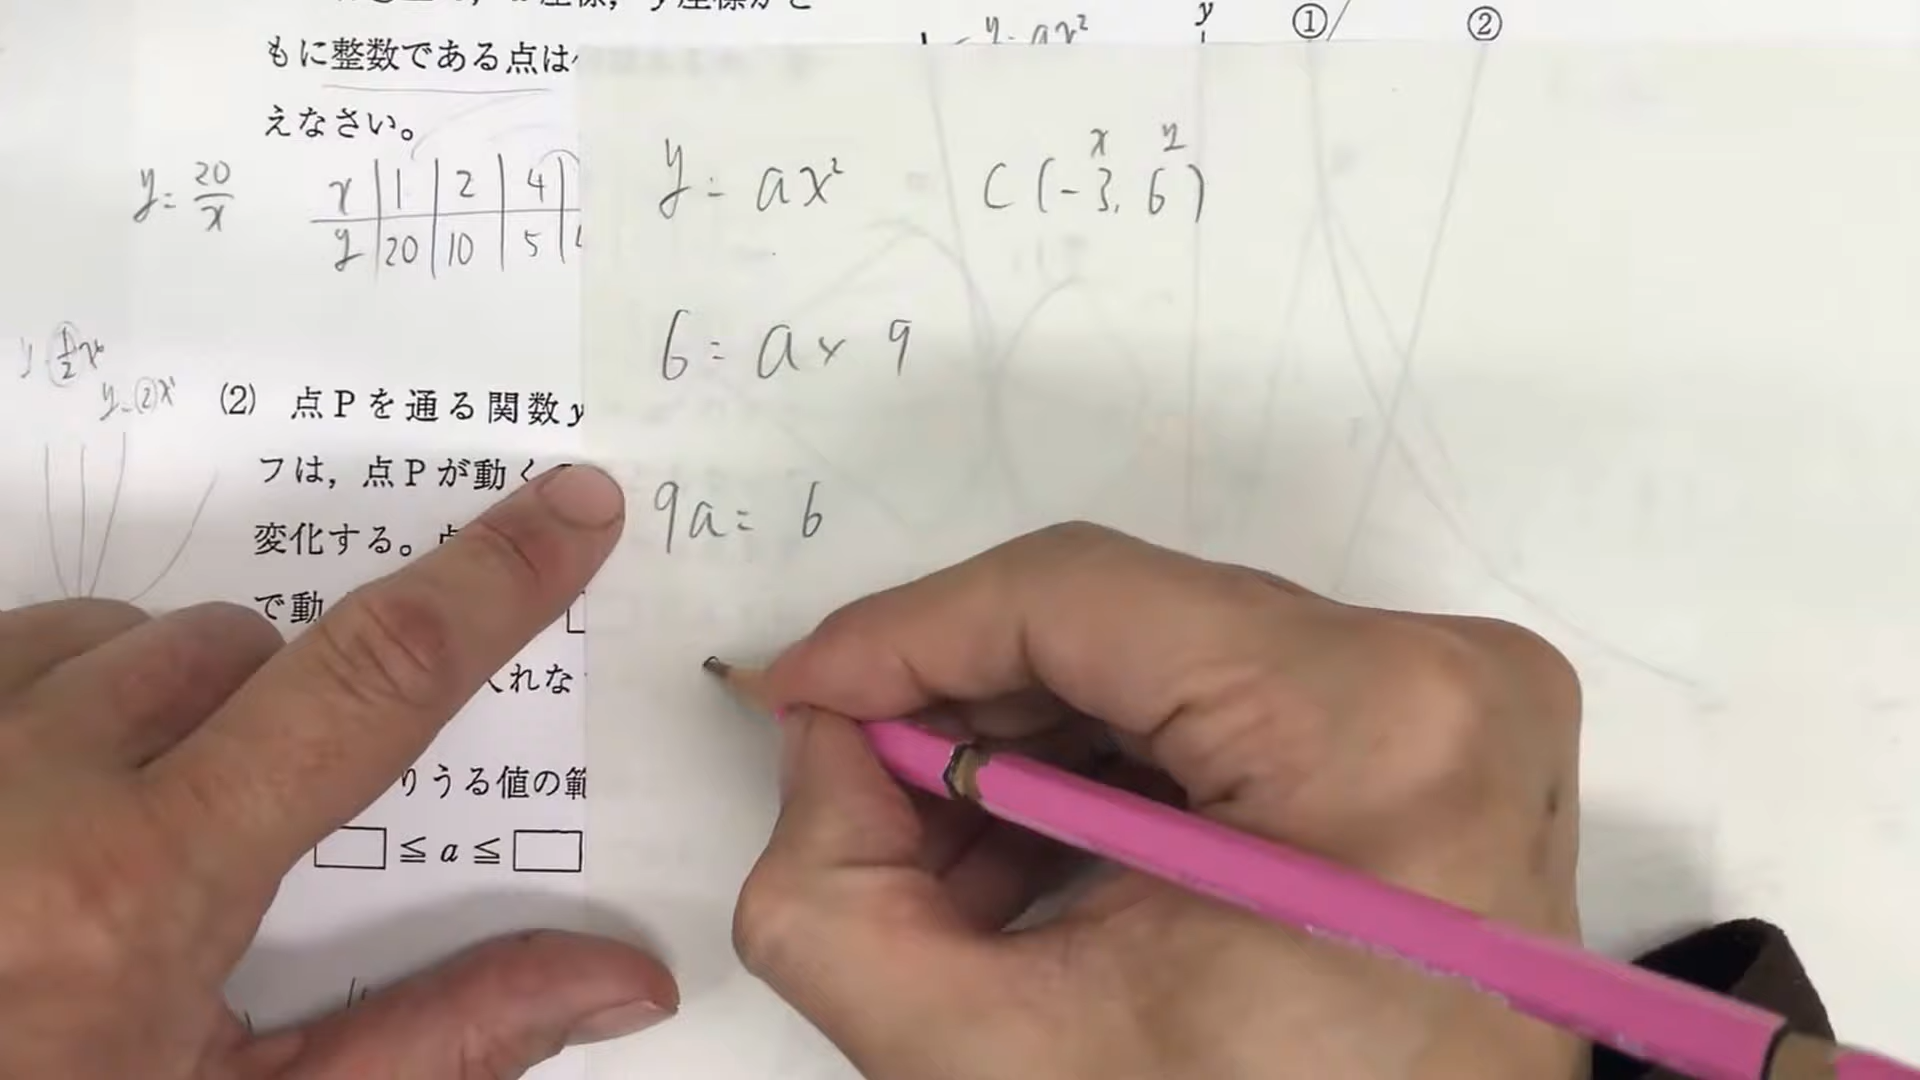 もに整数である点は
えなさい。
y = 20/x
x | 1 | 2 | 4
y | 20 | 10 | 5
(2) 点Pを通る関数y
フは，点Pが動く
変化する。
で動
入れな
りうる値の範
□ ≦ a ≦ □
y = ax²
y ① ②
y = ax² C(-3, 6)
x y
6 = a × 9
9a = 6
y = 1/2 x²
y = 2x²